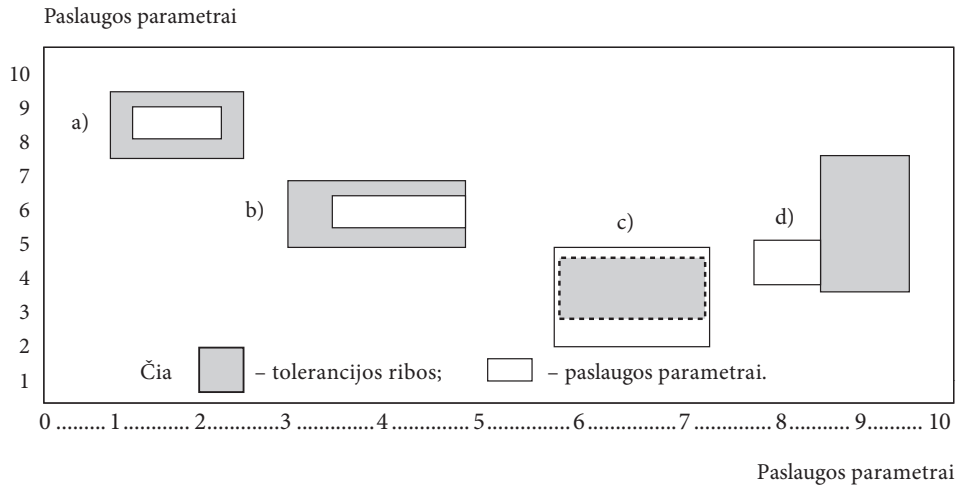 Paslaugos parametrai
10
9
a)
8
7
b)
6
d)
c)
5
4
3
2
Čia – tolerancijos ribos; – paslaugos parametrai.
1
0 ......... 1 ........... 2 ........... 3 ..............4 ............. 5 ..............6 .............. 7 ..............8 .......... 9.......... 10
Paslaugos parametrai